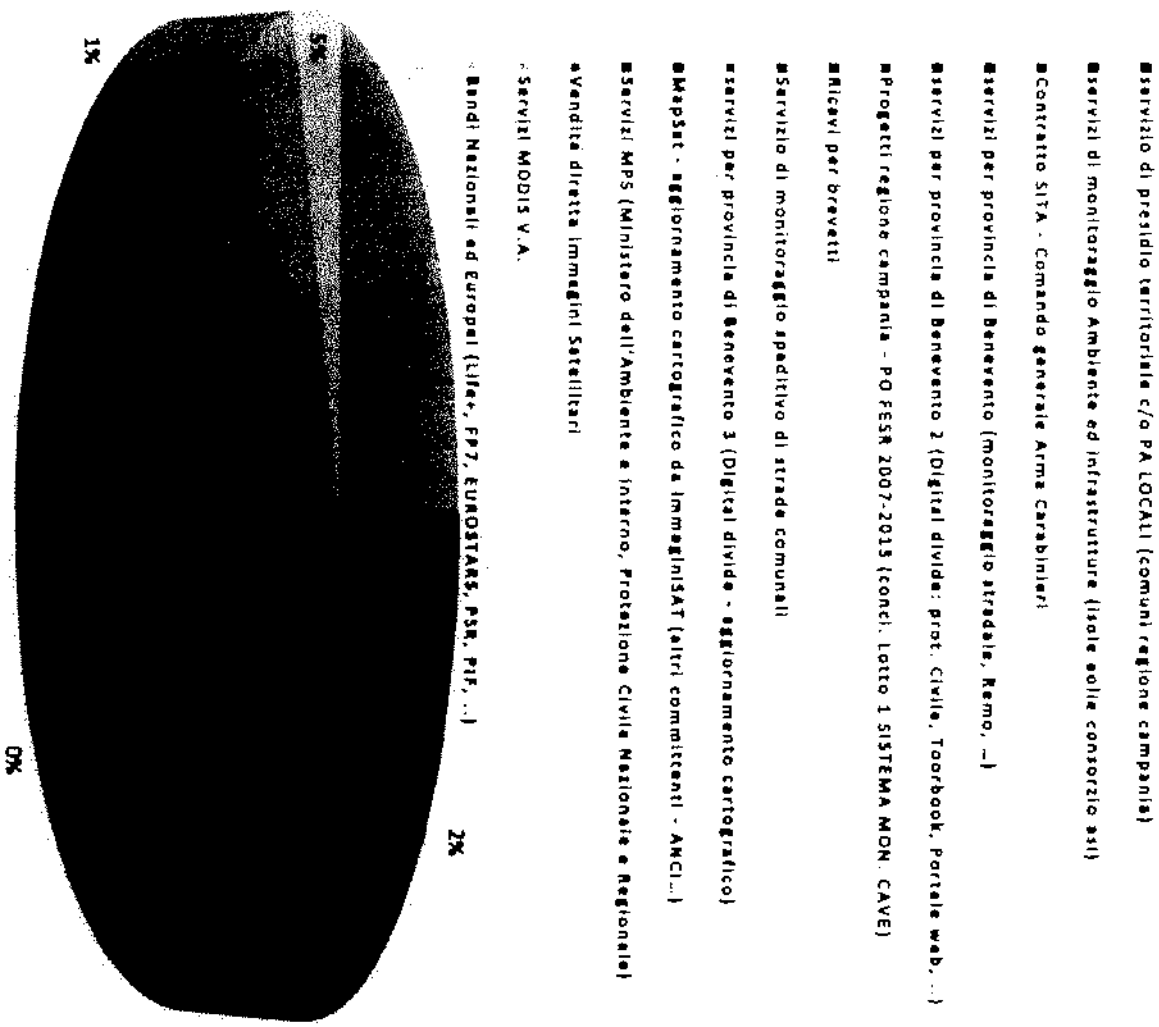 servizio di presidio territoriale c/o PA LOCALI (comuni regione campania)
servizi di monitoraggio Ambiente ed infrastrutture (isole eolie consorzio asi)
Contratto SITA - Comando generale Arma Carabinieri
servizi per provincia di Benevento (monitoraggio stradale, Remo, ...)
servizi per provincia di Benevento 2 (Digital divide: prot. Civile, Toorbook, Portale web, ...)
Progetti regione campania - PO FESR 2007-2015 (conci. Lotto 1 SISTEMA MON. CAVE)
Ricavi per brevetti
Servizio di monitoraggio speditivo di strade comunali
servizi per provincia di Benevento 3 (Digital divide - aggiornamento cartografico)
MapSat - aggiornamento cartografico da immaginiSAT (altri committenti - ANCI...)
Servizi MPS (Ministero dell'Ambiente e interno, Protezione Civile Nazionale e Regionale)
Vendita diretta immagini Satellitari
Servizi MODIS V.A.
Bandi Nazionali ed Europei (Life+, FP7, EUROSTARS, PSR, PIF, ...)
5%
1%
2%
0%